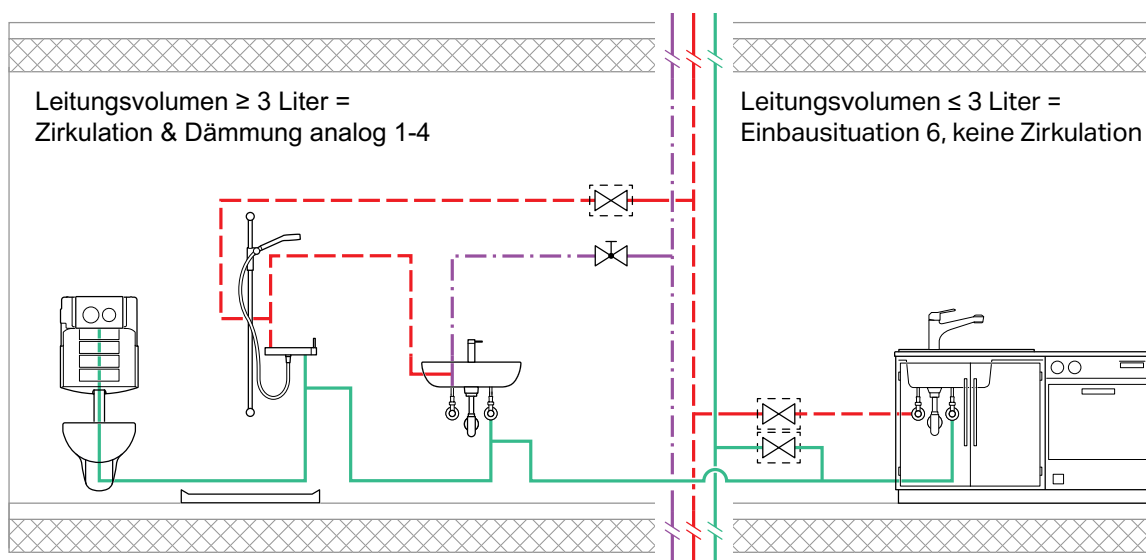 Leitungsvolumen ≥ 3 Liter =
Zirkulation & Dämmung analog 1-4
Leitungsvolumen ≤ 3 Liter =
Einbausituation 6, keine Zirkulation